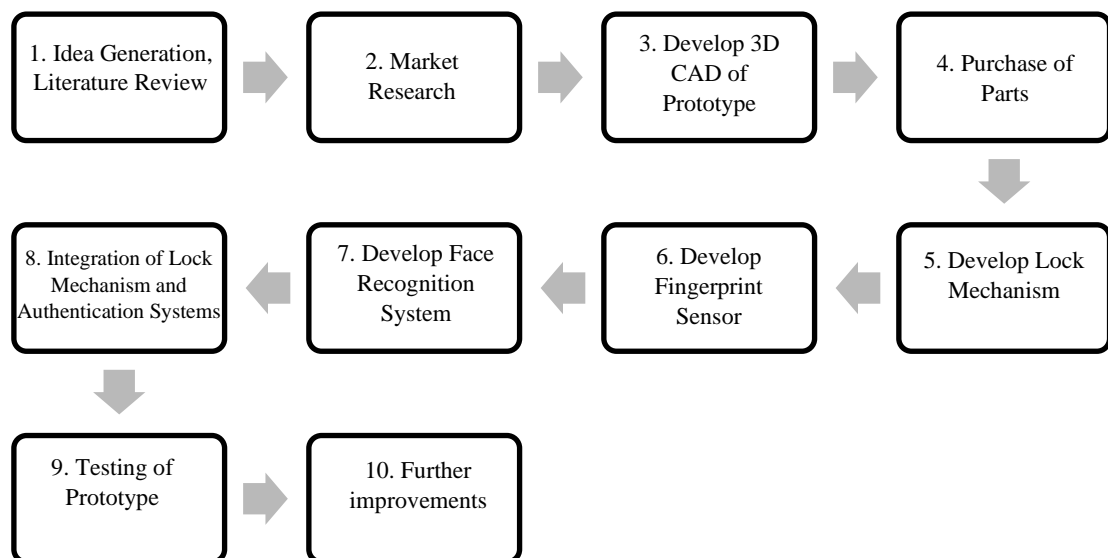 1. Idea Generation,
Literature Review
2. Market
Research
3. Develop 3D
CAD of
Prototype
4. Purchase of
Parts
5. Develop Lock
Mechanism
6. Develop
Fingerprint
Sensor
7. Develop Face
Recognition
System
8. Integration of Lock
Mechanism and
Authentication Systems
9. Testing of
Prototype
10. Further
improvements